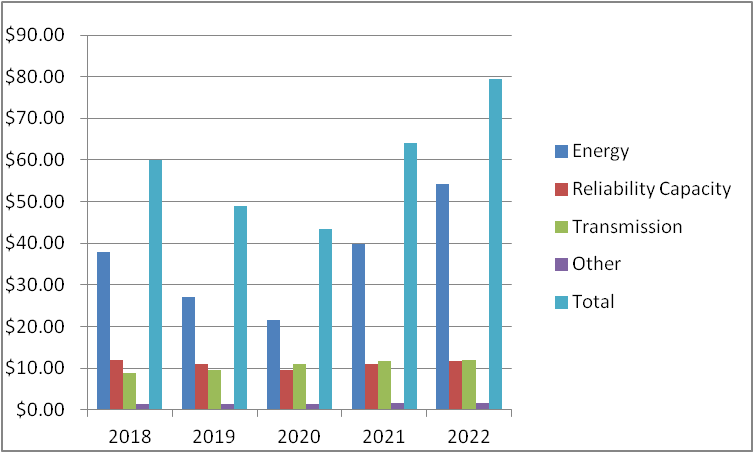 $90.00
$80.00
$70.00
$60.00
$50.00
$40.00
$30.00
$20.00
$10.00
$0.00
2018 2019 2020 2021 2022
Energy
Reliability Capacity
Transmission
Other
Total